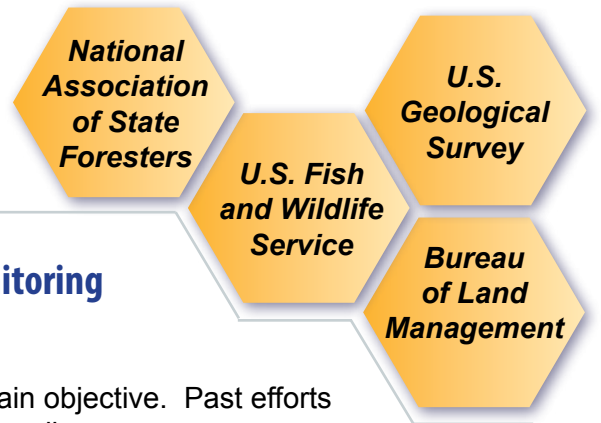 National
Association
of State
Foresters
U.S.
Geological
Survey
U.S. Fish
and Wildlife
Service
Bureau
of Land
Management
itoring
ain objective.  Past efforts